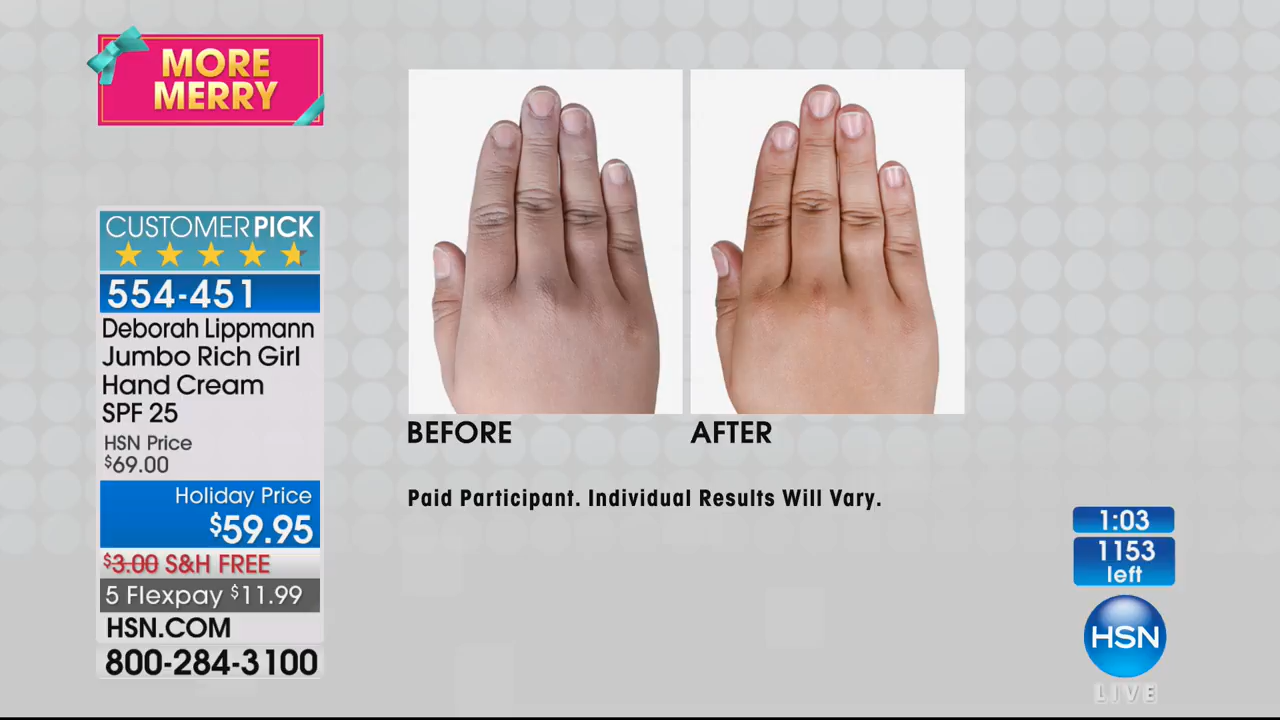 MORE
MERRY
CUSTOMERPICK
554-451
Deborah Lippmann
Jumbo Rich Girl
Hand Cream
SPF 25
HSN Price
$69.00
Holiday Price
$59.95
$3.00 S&H FREE
5 Flexpay $11.99
HSN.COM
800-284-3100
BEFORE
AFTER
Paid Participant. Individual Results Will Vary.
1:03
1153
left
HSN
LIVE